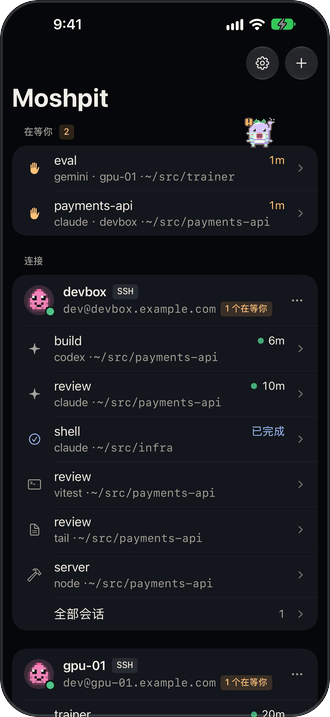 9:41
Moshpit
在等你 2
eval 1m
gemini · gpu-01 · ~/src/trainer
payments-api 1m
claude · devbox · ~/src/payments-api
连接
devbox SSH
dev@devbox.example.com 1 个在等你
build 6m
codex · ~/src/payments-api
review 10m
claude · ~/src/payments-api
shell 已完成
claude · ~/src/infra
review
vitest · ~/src/payments-api
review
tail · ~/src/payments-api
server
node · ~/src/payments-api
全部会话 1
gpu-01 SSH
dev@gpu-01.example.com 1 个在等你
trainer 20m